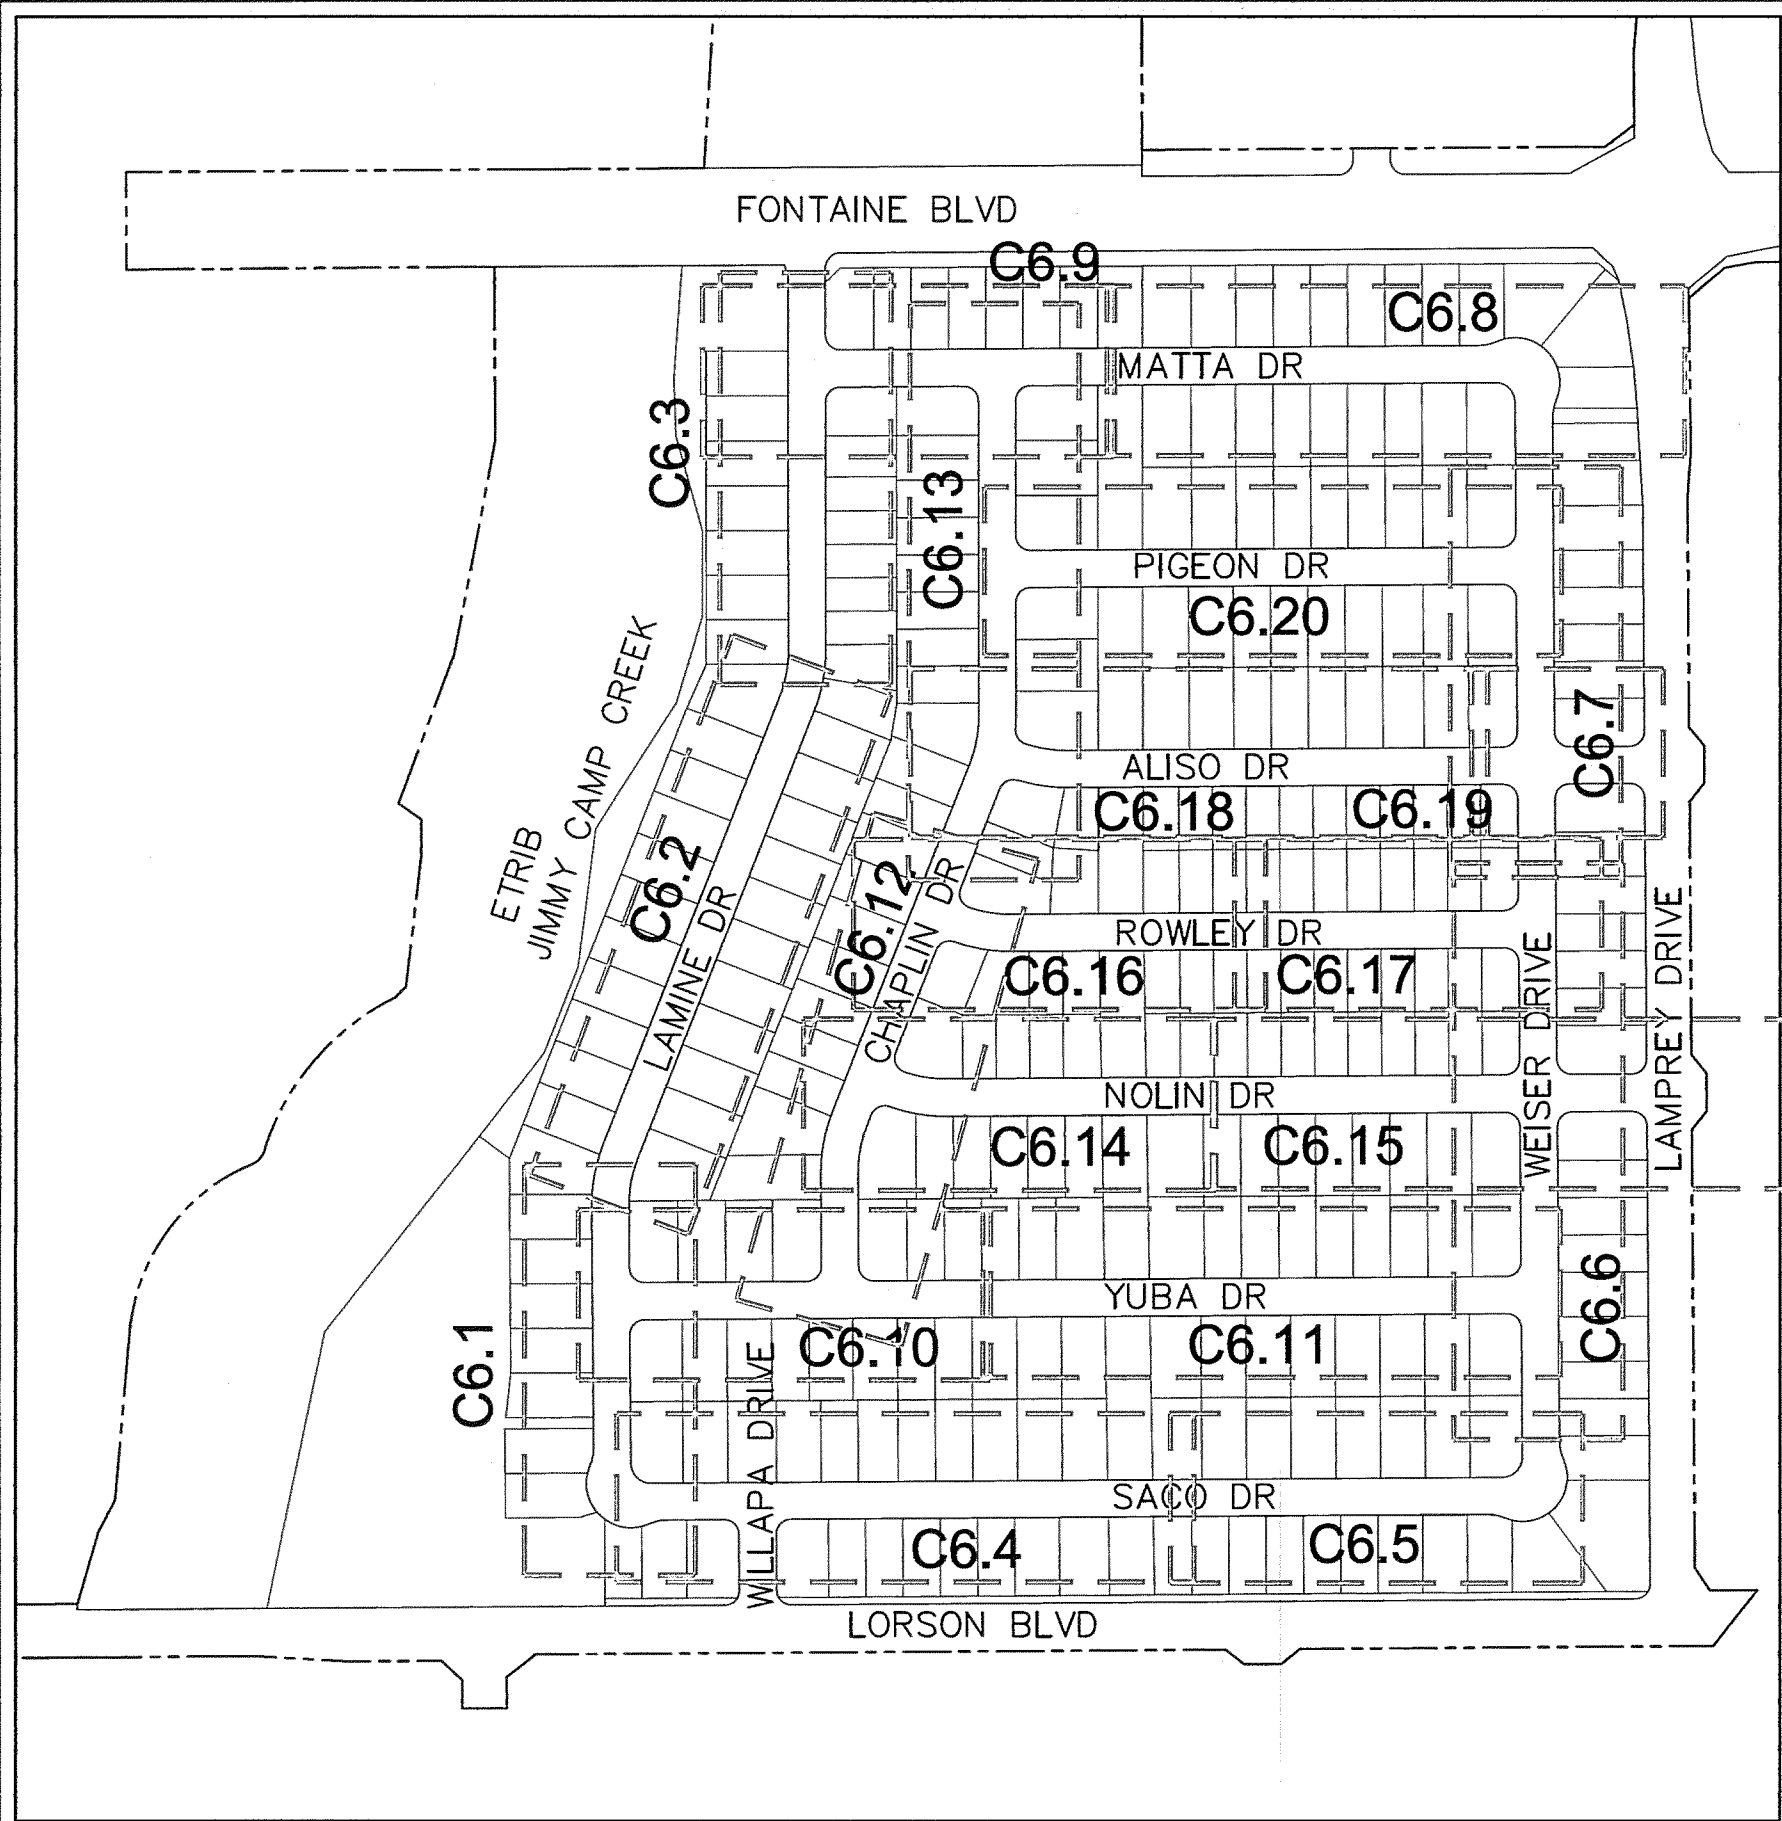 FONTAINE BLVD
C6.9
C6.8
MATTA DR
C6.3
C6.13
PIGEON DR
C6.20
ETRIB
JIMMY CAMP CREEK
C6.7
ALISO DR
C6.18
C6.19
C6.2
LAMINE DR
C6.12
CHAPLIN DR
ROWLEY DR
C6.16
C6.17
WEISER DRIVE
LAMPREY DRIVE
NOLIN DR
C6.14
C6.15
YUBA DR
C6.6
C6.1
C6.10
C6.11
WILLAPA DRIVE
SACO DR
C6.4
C6.5
LORSON BLVD